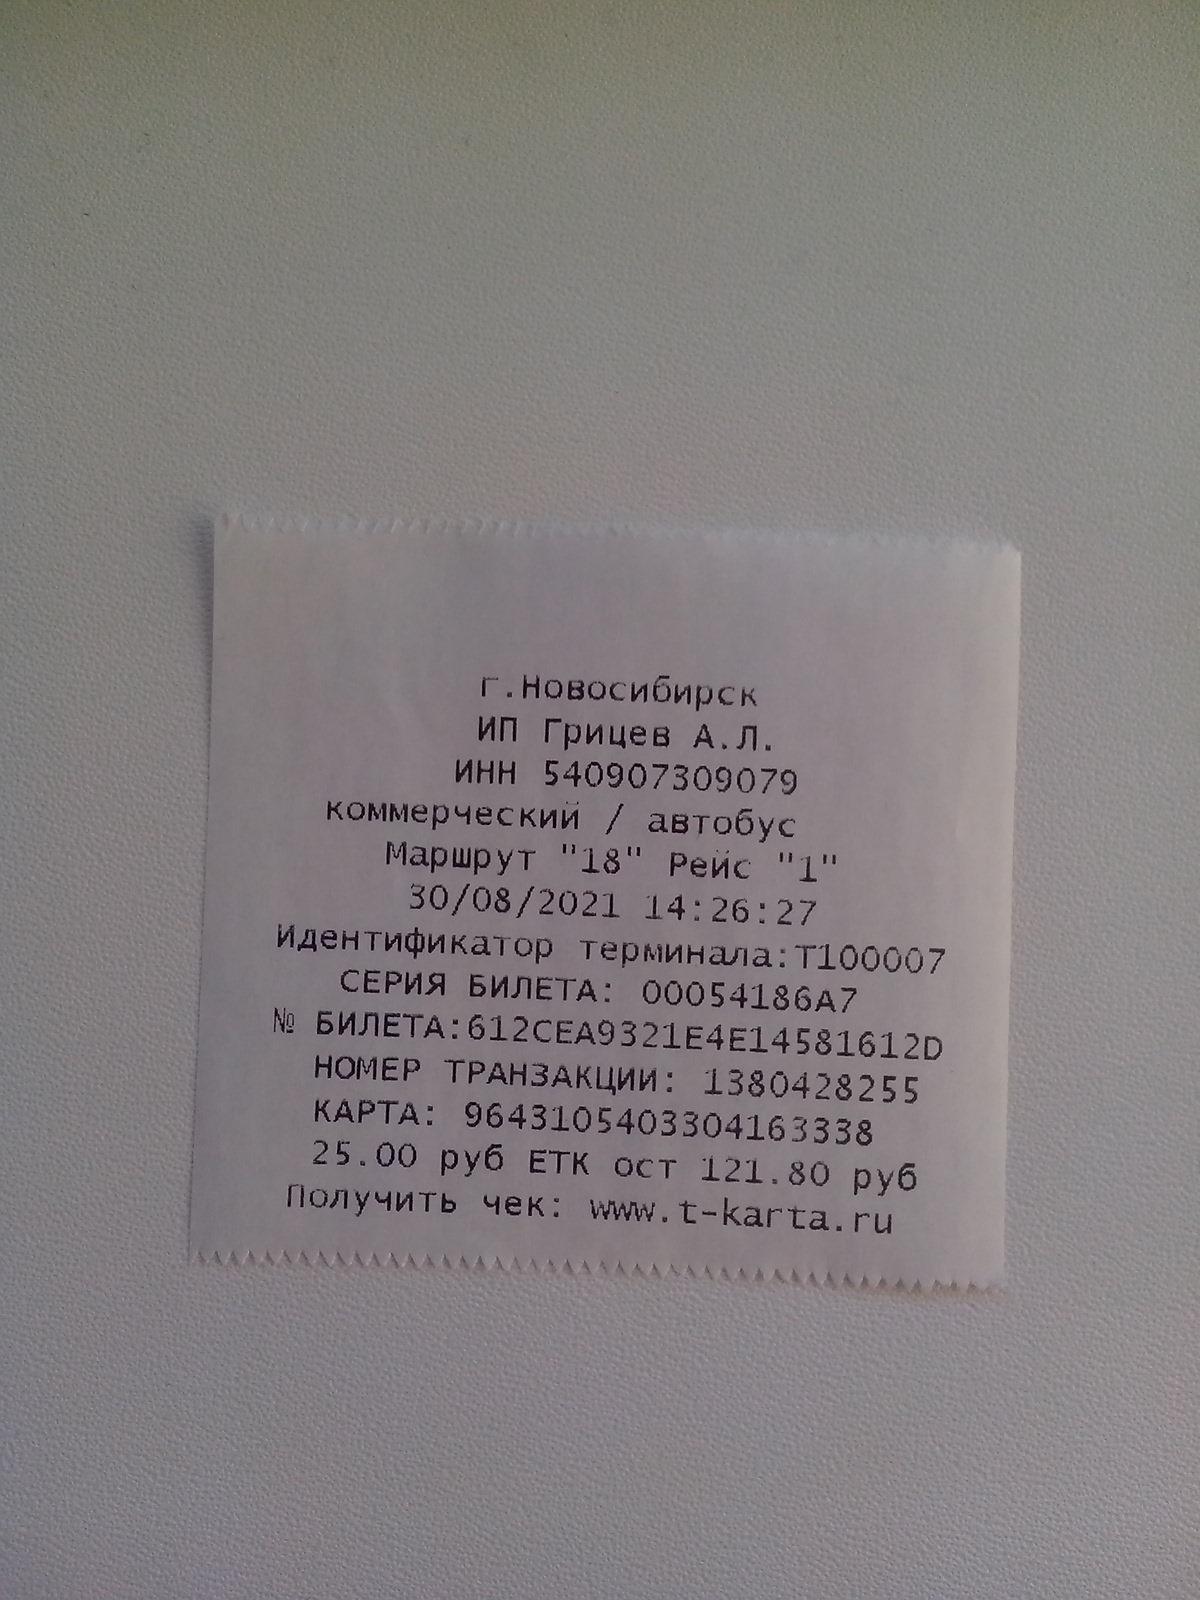 г.Новосибирск
ИП Грицев А.Л.
ИНН 540907309079
коммерческий / автобус
Маршрут "18" Рейс "1"
30/08/2021 14:26:27
Идентификатор терминала:T100007
СЕРИЯ БИЛЕТА: 00054186A7
№ БИЛЕТА:612CEA9321E4E14581612D
НОМЕР ТРАНЗАКЦИИ: 1380428255
КАРТА: 9643105403304163338
25.00 руб ЕТК ост 121.80 руб
Получить чек: www.t-karta.ru